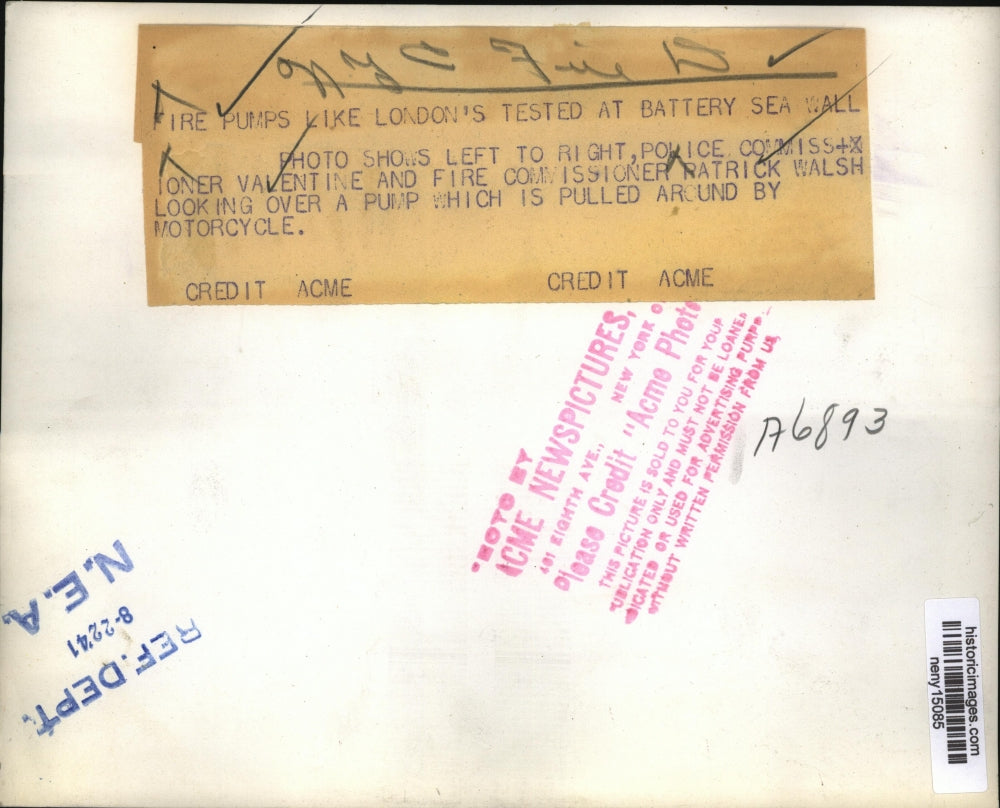 NYC Fire D
FIRE PUMPS LIKE LONDON'S TESTED AT BATTERY SEA WALL
PHOTO SHOWS LEFT TO RIGHT, POLICE COMMISS+X
IONER VALENTINE AND FIRE COMMISSIONER PATRICK WALSH
LOOKING OVER A PUMP WHICH IS PULLED AROUND BY
MOTORCYCLE.
CREDIT ACME CREDIT ACME
PHOTO BY
ACME NEWSPICTURES,
461 EIGHTH AVE., NEW YORK C
Please Credit "Acme Photo
THIS PICTURE IS SOLD TO YOU FOR YOUR
PUBLICATION ONLY AND MUST NOT BE LOANED
OR USED FOR ADVERTISING PURPO
WITHOUT WRITTEN PERMISSION FROM US
A6893
REF. DEPT.
8-22'41
N.E.A.
historicimages.com
neny15085